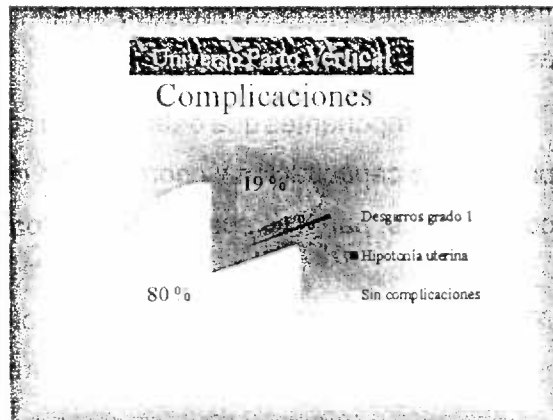 Universo Parto Vertical
Complicaciones
19 %
Desgarros grado 1
Hipotonía uterina
80 %
Sin complicaciones